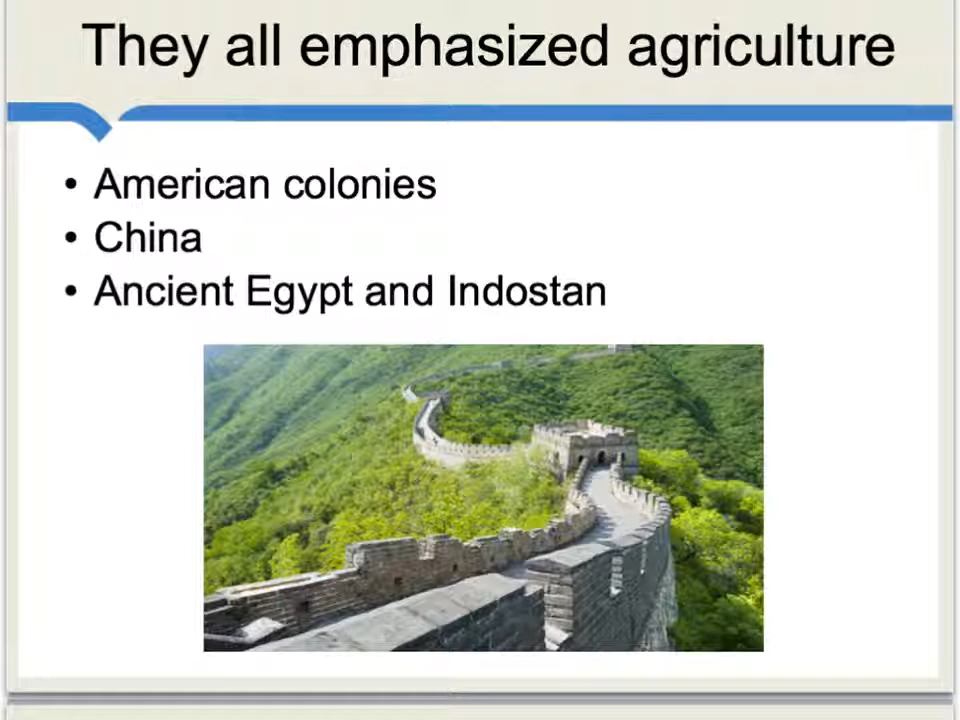 They all emphasized agriculture
• American colonies
• China
• Ancient Egypt and Indostan